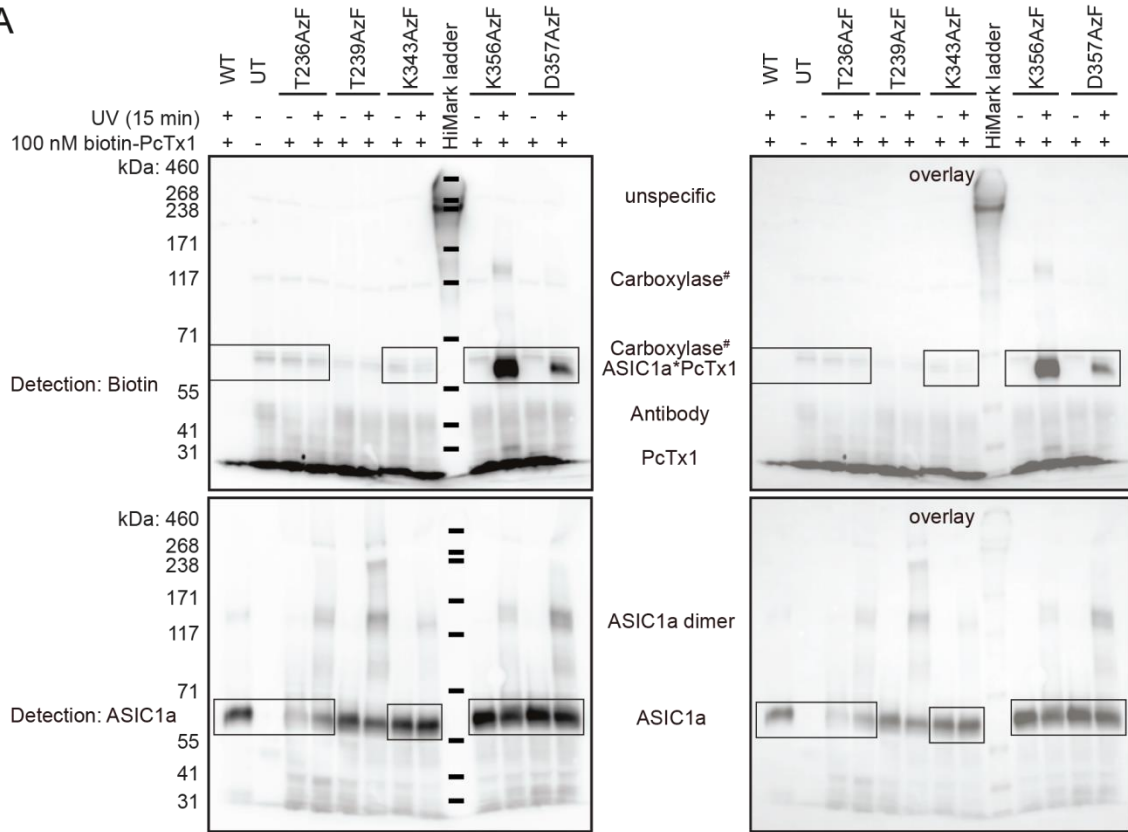 A
WT UT T236AzF T239AzF K343AzF HiMark ladder K356AzF D357AzF
UV (15 min) + - - + - + - + - + - +
100 nM biotin-PcTx1 + - + + + + + + + + + +
kDa: 460
268
238
171
117
71
55
41
31
Detection: Biotin
unspecific
Carboxylase#
Carboxylase#
ASIC1a*PcTx1
Antibody
PcTx1
WT UT T236AzF T239AzF K343AzF HiMark ladder K356AzF D357AzF
+ - - + - + - + - + - +
+ - + + + + + + + + + +
overlay
kDa: 460
268
238
171
117
71
55
41
31
Detection: ASIC1a
ASIC1a dimer
ASIC1a
overlay